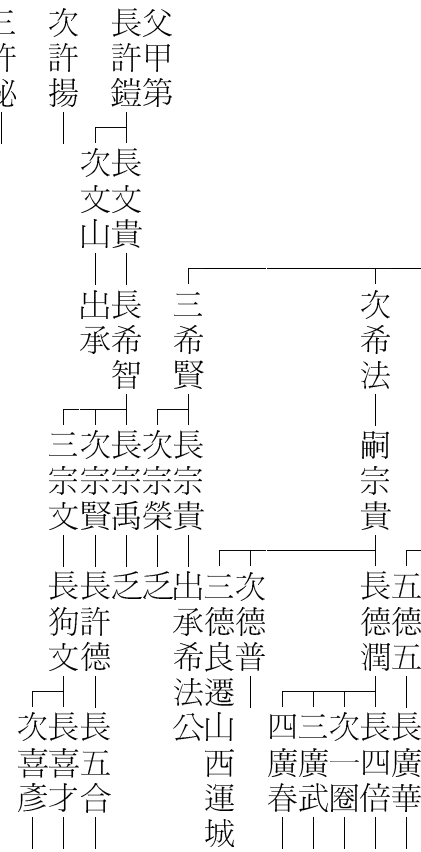 父甲第
長許鎧
次許揚
三許
長文貴
次文山
次希法
三希賢
長希智
出承
嗣宗貴
長宗貴
次宗榮
長宗禹
次宗賢
三宗文
五德五
長德潤
次德普
三德良遷山西運城
出承希法公
乏
乏
長許德
長狗文
長廣華
長四倍
次一圈
三廣武
四廣春
長五合
長喜才
次喜彥